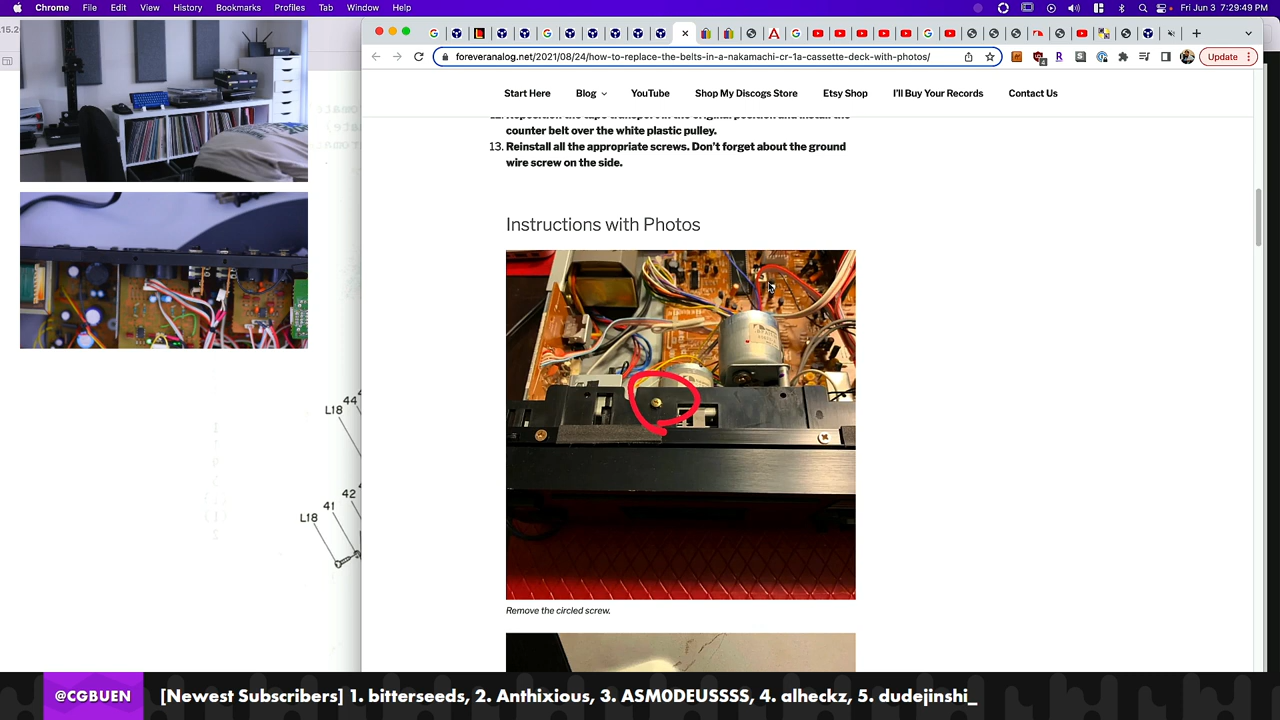 Chrome File Edit View History Bookmarks Profiles Tab Window Help
Fri Jun 3 7:29:49 PM
foreveranalog.net/2021/08/24/how-to-replace-the-belts-in-a-nakamachi-cr-1a-cassette-deck-with-photos/
Update
Start Here Blog YouTube Shop My Discogs Store Etsy Shop I'll Buy Your Records Contact Us
counter belt over the white plastic pulley.
13. Reinstall all the appropriate screws. Don't forget about the ground
wire screw on the side.
Instructions with Photos
44
L18
42
41
L18
Remove the circled screw.
@CGBUEN [Newest Subscribers] 1. bitterseeds, 2. Anthixious, 3. ASM0DEUSSSS, 4. alheckz, 5. dudejinshi_